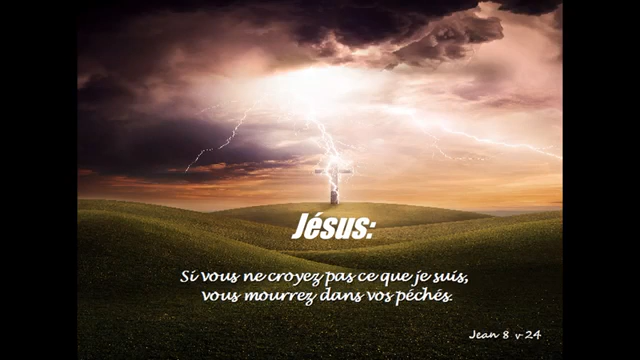 Jésus:
Si vous ne croyez pas ce que je suis,
vous mourrez dans vos péchés.
Jean 8 v 24